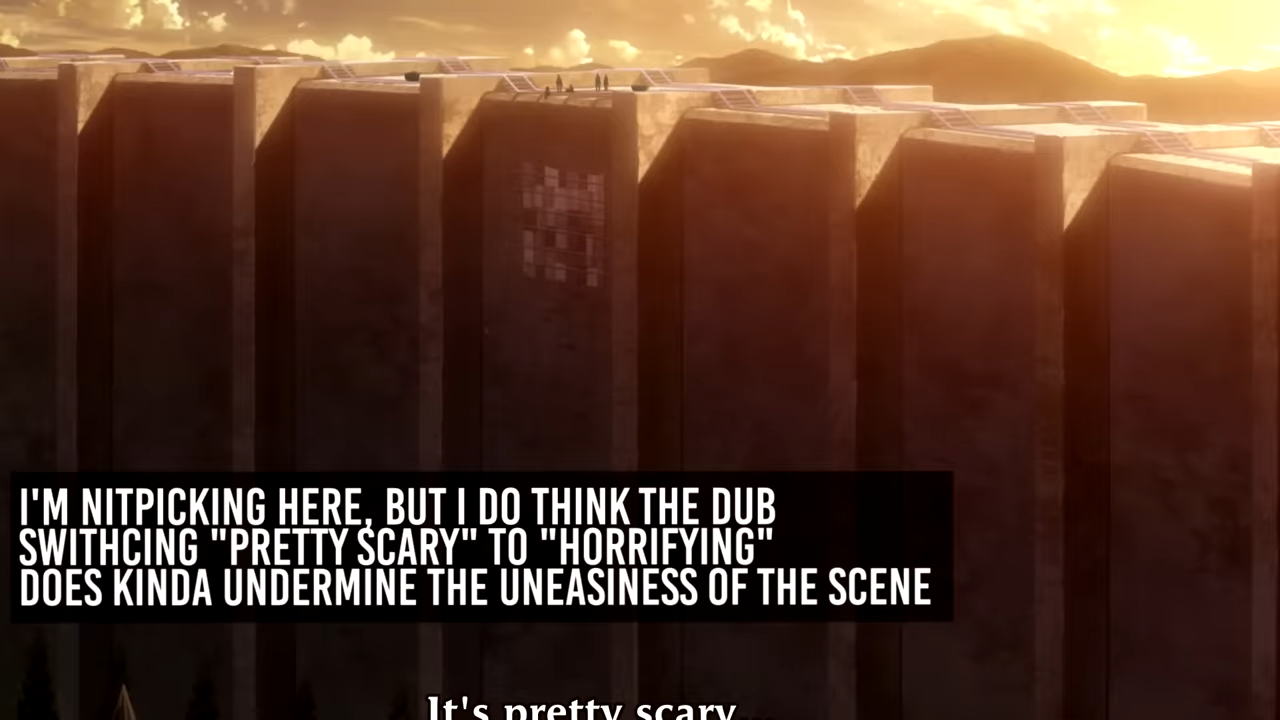 I'M NITPICKING HERE, BUT I DO THINK THE DUB
SWITHCING "PRETTY SCARY" TO "HORRIFYING"
DOES KINDA UNDERMINE THE UNEASINESS OF THE SCENE
It's pretty scary